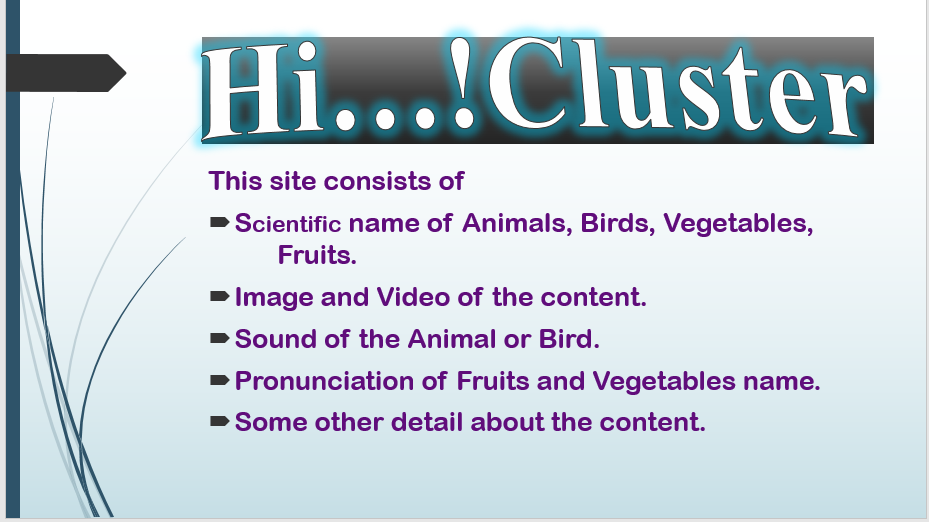 Hi...!Cluster
This site consists of
Scientific name of Animals, Birds, Vegetables,
Fruits.
Image and Video of the content.
Sound of the Animal or Bird.
Pronunciation of Fruits and Vegetables name.
Some other detail about the content.